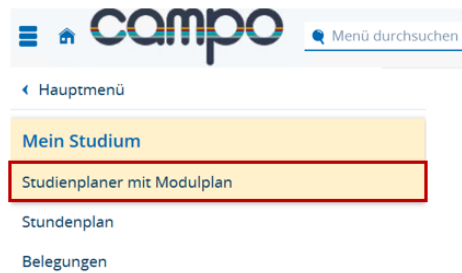 campo
Menü durchsuchen
Hauptmenü
Mein Studium
Studienplaner mit Modulplan
Stundenplan
Belegungen